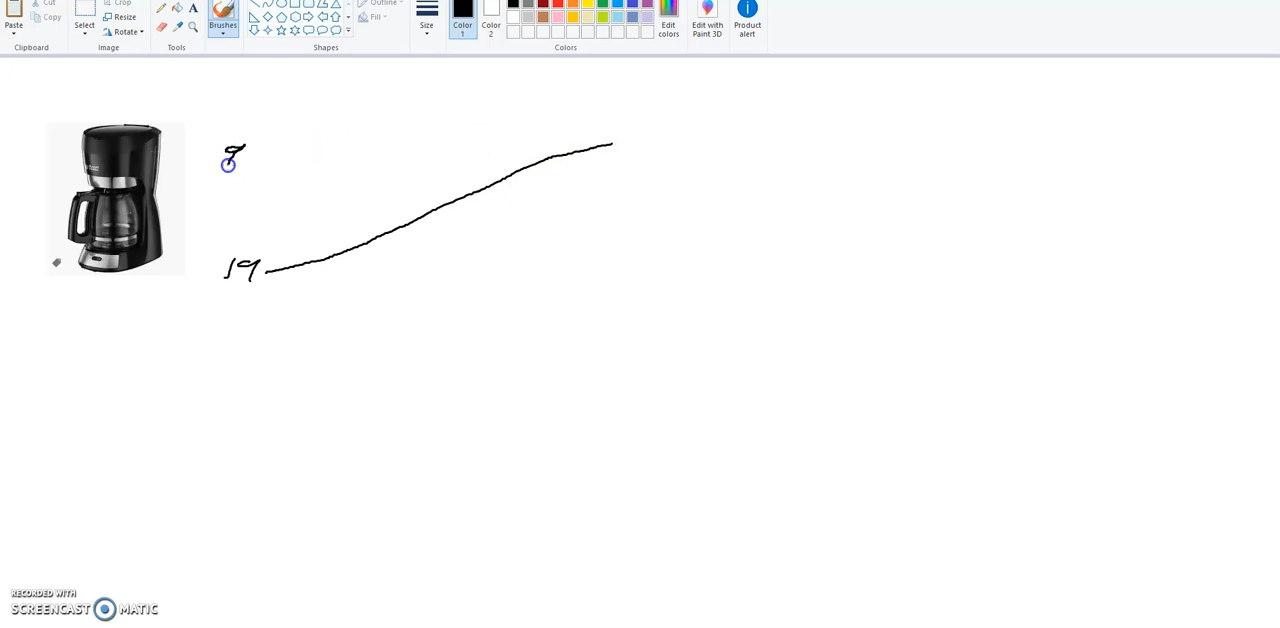 Cut
Crop
Outline
Paste
Copy
Select
Resize
Rotate
Brushes
Fill
Size
Color 1
Color 2
Edit colors
Edit with Paint 3D
Product alert
Clipboard
Image
Tools
Shapes
Colors
19
RECORDED WITH
SCREENCAST MATIC